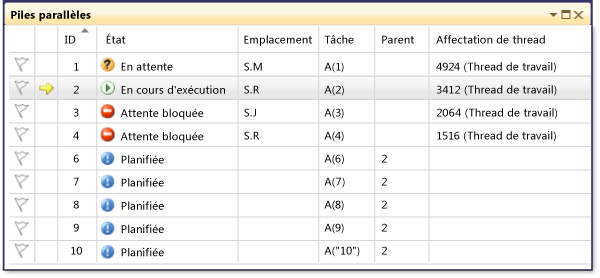 Piles parallèles
ID État Emplacement Tâche Parent Affectation de thread
1 En attente S.M A(1) 4924 (Thread de travail)
2 En cours d'exécution S.R A(2) 3412 (Thread de travail)
3 Attente bloquée S.J A(3) 2064 (Thread de travail)
4 Attente bloquée S.R A(4) 1516 (Thread de travail)
6 Planifiée A(6) 2
7 Planifiée A(7) 2
8 Planifiée A(8) 2
9 Planifiée A(9) 2
10 Planifiée A("10") 2